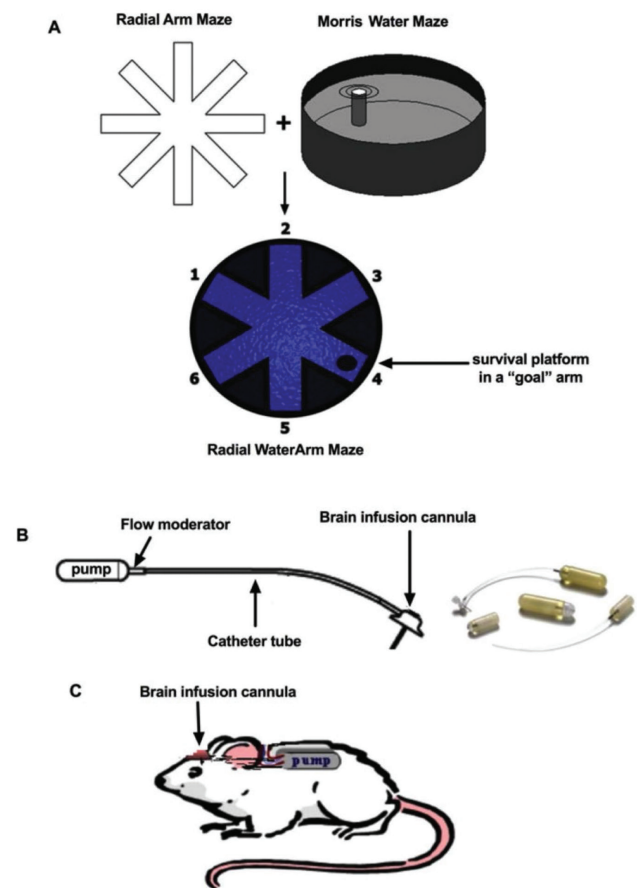 A
Radial Arm Maze
Morris Water Maze
+
2
1
3
6
4
5
survival platform
in a “goal” arm
Radial WaterArm Maze
B
Flow moderator
Brain infusion cannula
pump
Catheter tube
C
Brain infusion cannula
pump